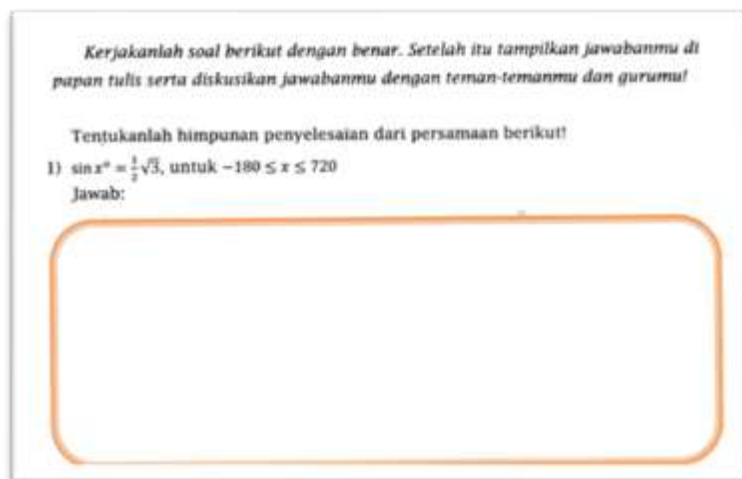 Kerjakanlah soal berikut dengan benar. Setelah itu tampilkan jawabanmu di
papan tulis serta diskusikan jawabanmu dengan teman-temanmu dan gurumu!
Tentukanlah himpunan penyelesaian dari persamaan berikut!
1) sin x° = ½√3, untuk −180 ≤ x ≤ 720
Jawab: